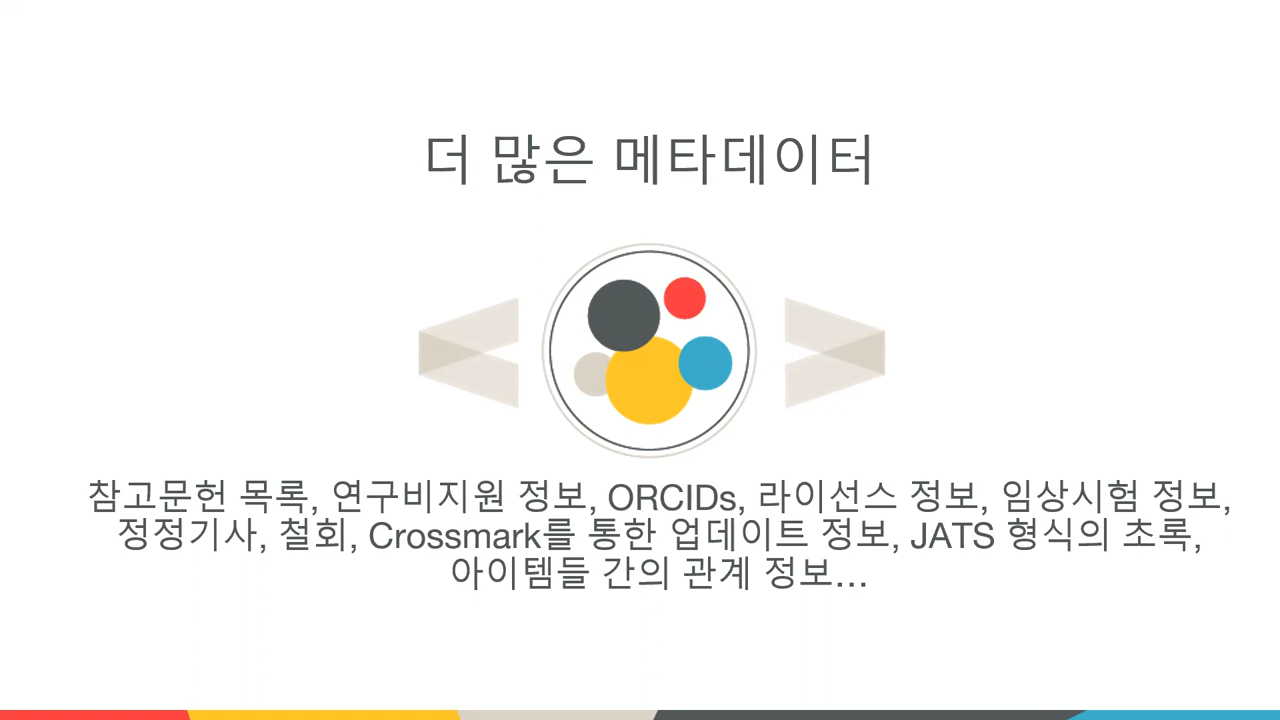 더 많은 메타데이터
참고문헌 목록, 연구비지원 정보, ORCIDs, 라이선스 정보, 임상시험 정보,
정정기사, 철회, Crossmark를 통한 업데이트 정보, JATS 형식의 초록,
아이템들 간의 관계 정보...